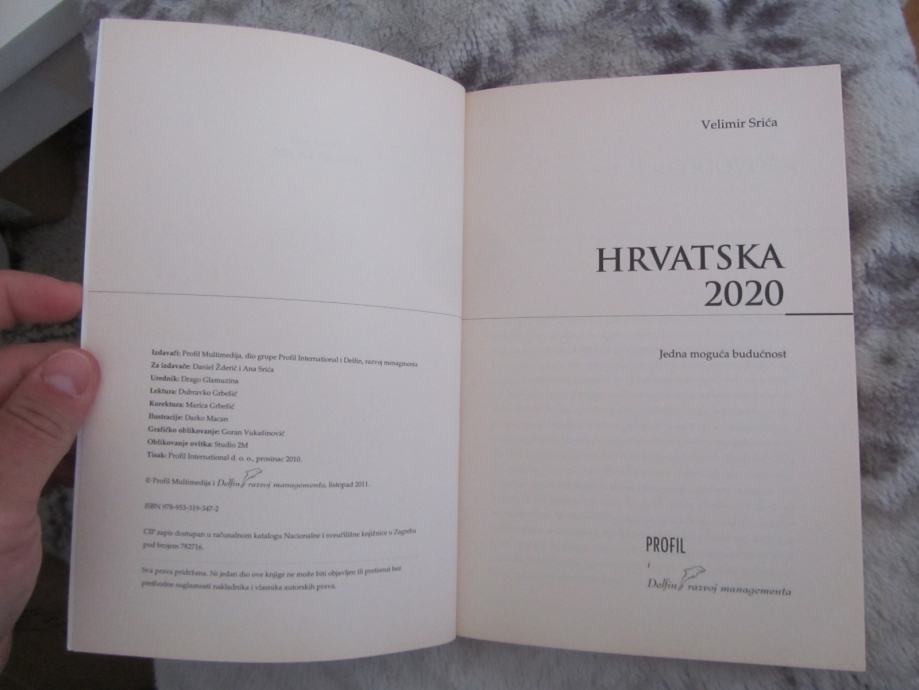 Izdavači: Profil Multimedija, dio grupe Profil International i Delfin, razvoj menagmenta
Za izdavače: Daniel Žderić i Ana Srića
Urednik: Drago Glamuzina
Lektura: Dubravko Grbešić
Korektura: Marica Grbešić
Ilustracije: Darko Macan
Grafičko oblikovanje: Goran Vukašinović
Oblikovanje ovitka: Studio 2M
Tisak: Profil International d. o. o., prosinac 2010.
© Profil Multimedija i Delfin razvoj managementa, listopad 2011.
ISBN 978-953-319-347-2
CIP zapis dostupan u računalnom katalogu Nacionalne i sveučilišne knjižnice u Zagrebu
pod brojem 782716.
Sva prava pridržana. Ni jedan dio ove knjige ne može biti objavljen ili pretisnut bez
prethodne suglasnosti nakladnika i vlasnika autorskih prava.
Velimir Srića
HRVATSKA
2020
Jedna moguća budućnost
PROFIL
i
Delfin razvoj managementa